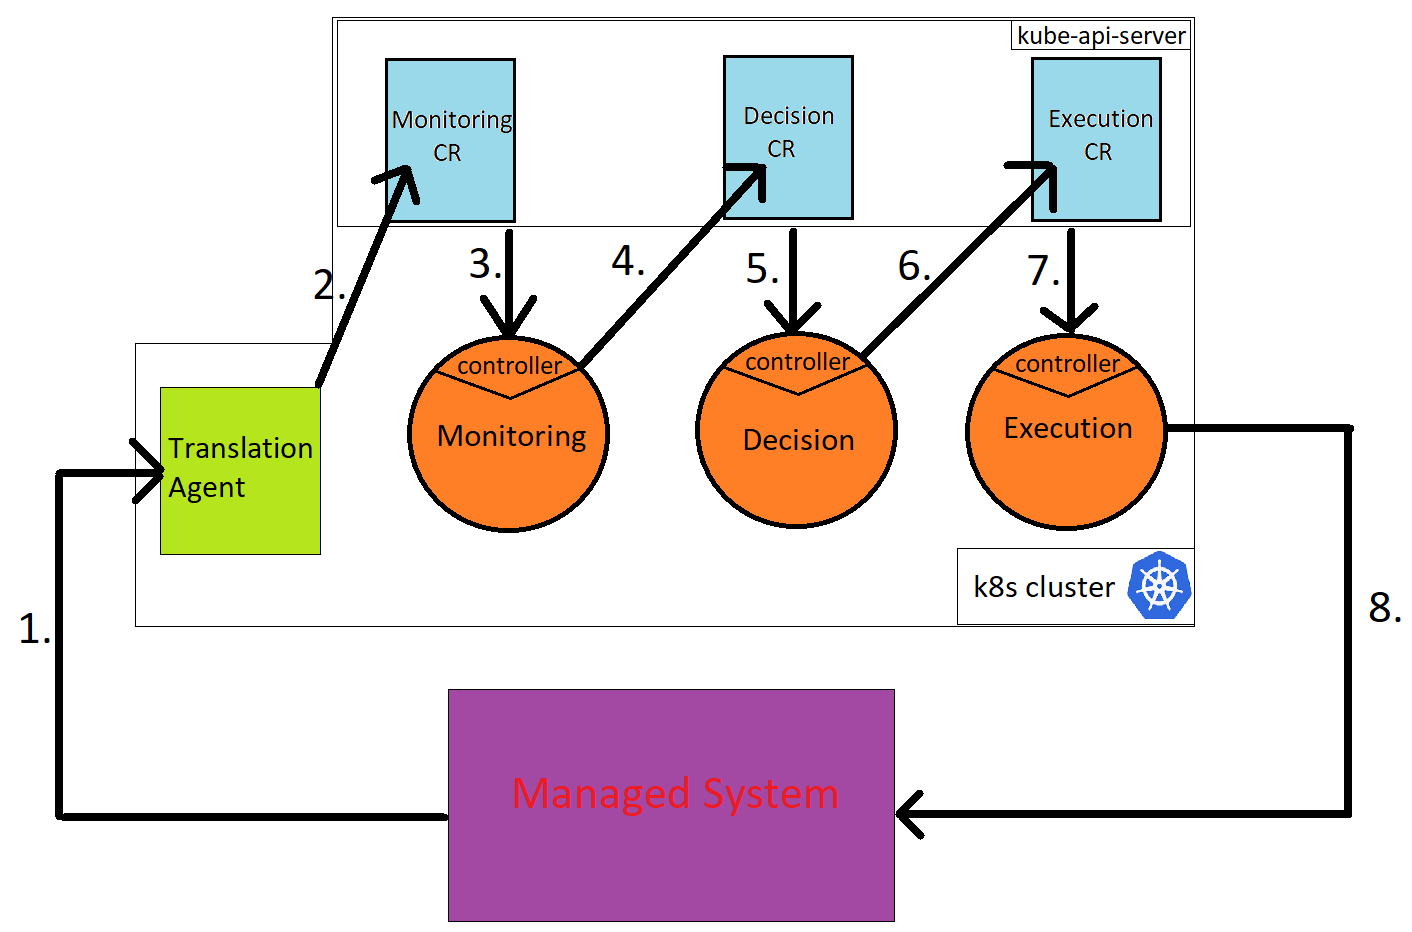 kube-api-server
Monitoring
CR
Decision
CR
Execution
CR
2.
3.
4.
5.
6.
7.
controller
Monitoring
controller
Decision
controller
Execution
Translation
Agent
k8s cluster
1.
8.
Managed System